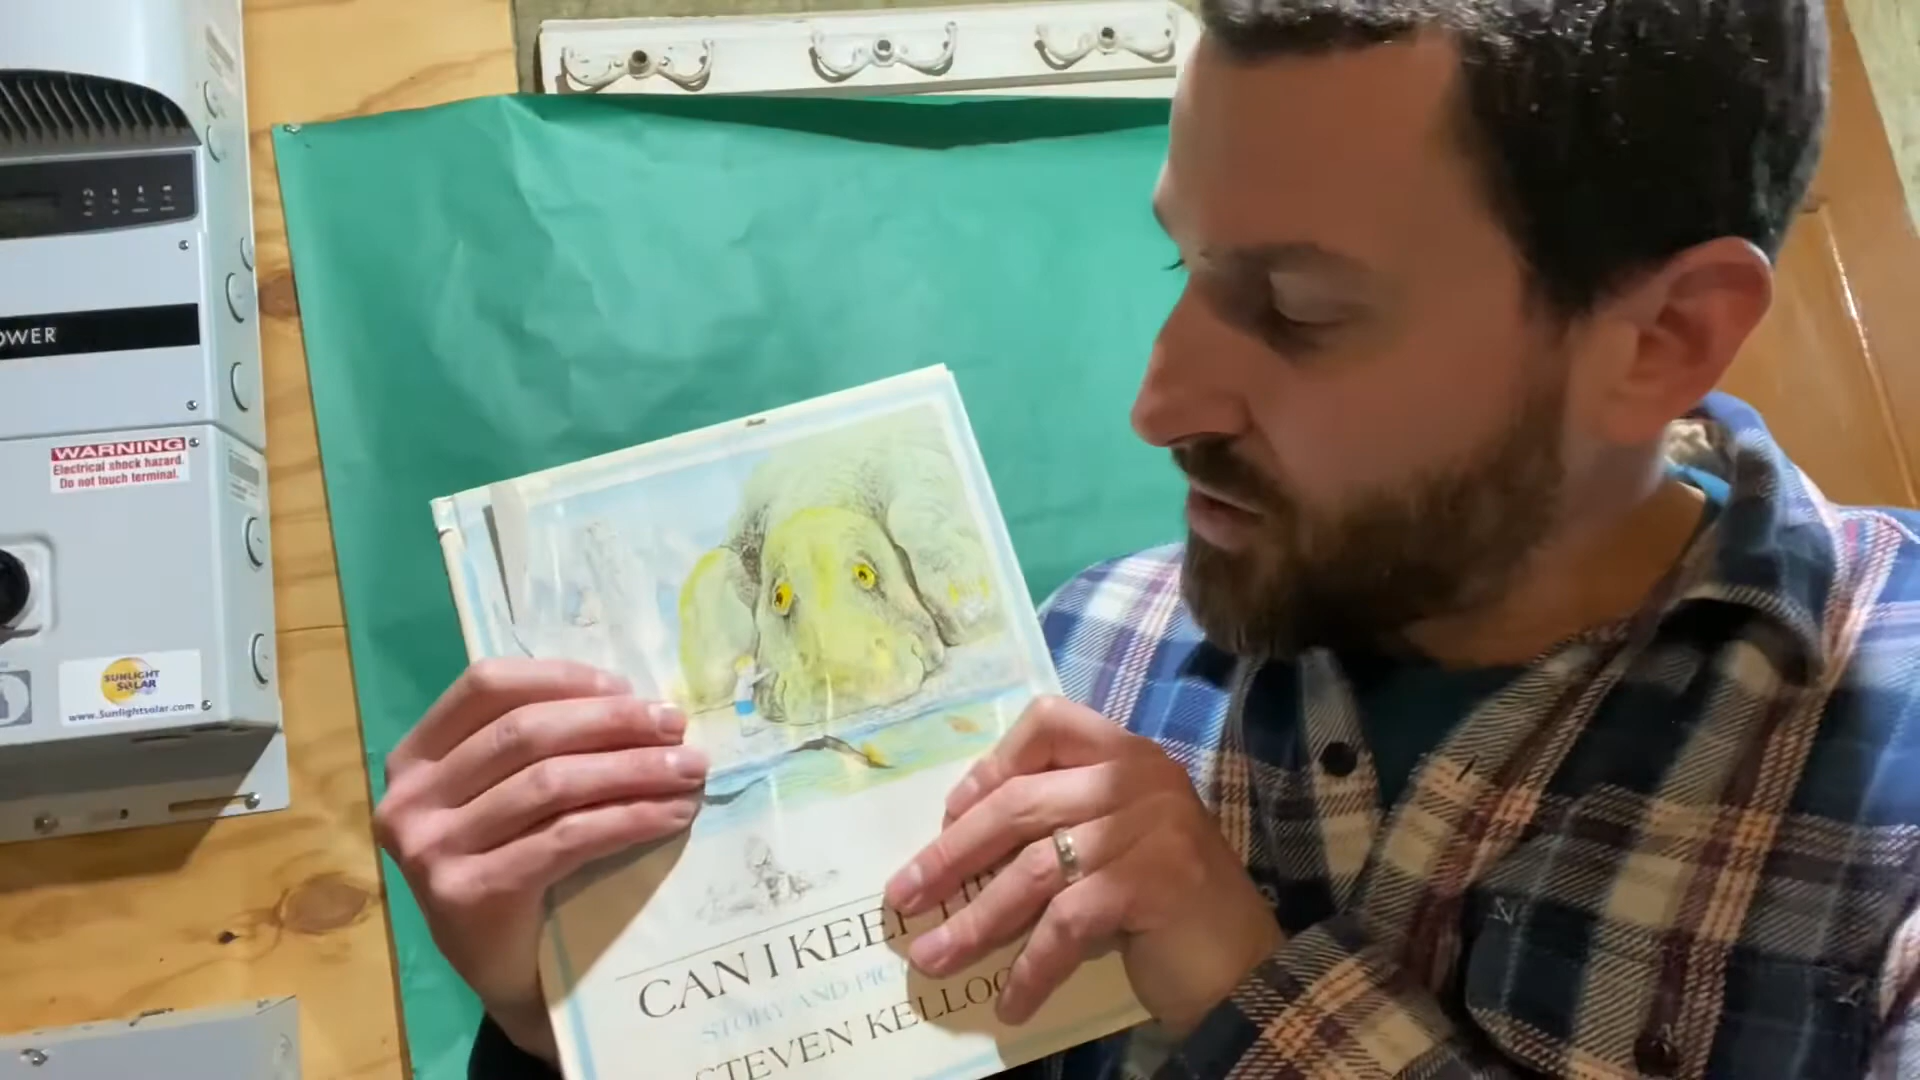 OWER
WARNING
Electrical shock hazard.
Do not touch terminal.
SUNLIGHT
SOLAR
www.Sunlightsolar.com
CAN I KEEP
STORY AND
STEVEN KELLOG